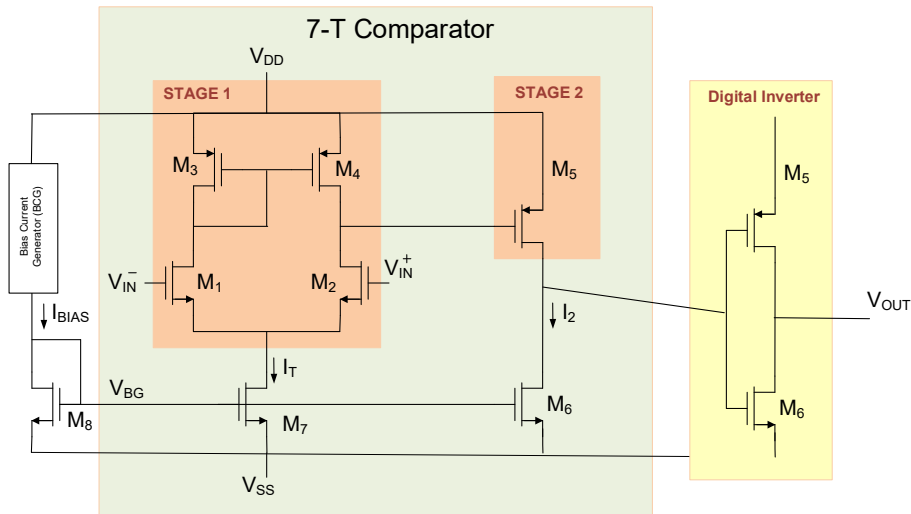 7-T Comparator
V_DD
STAGE 1
STAGE 2
Digital Inverter
M_3
M_4
M_5
M_5
Bias Current
Generator (BCG)
V_IN^-
M_1
M_2
V_IN^+
I_BIAS
I_2
V_OUT
I_T
V_BG
M_8
M_7
M_6
M_6
V_SS